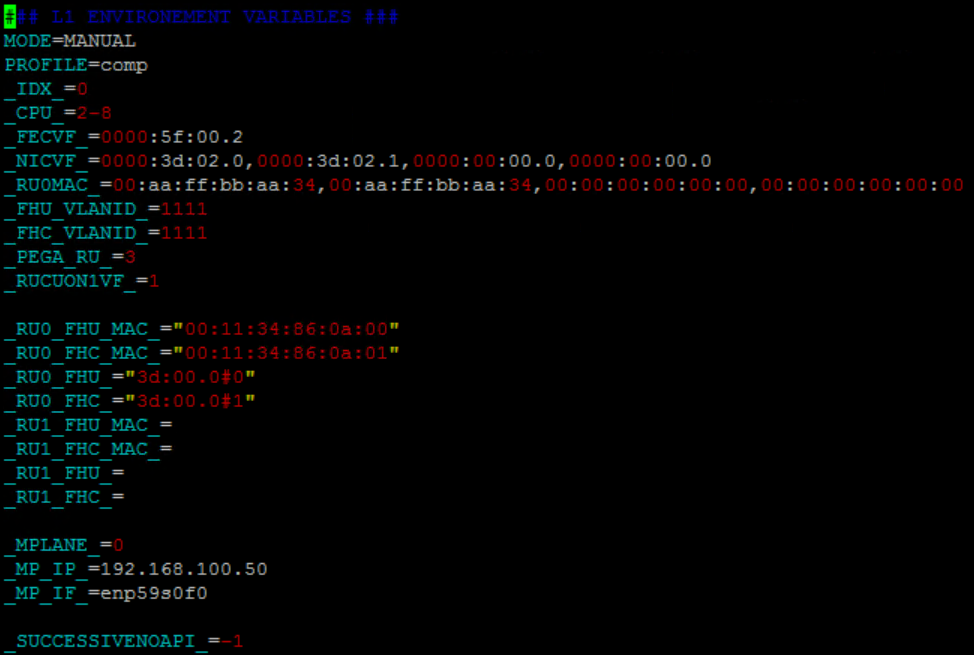 ### L1 ENVIRONEMENT VARIABLES ###
MODE=MANUAL
PROFILE=comp
_IDX_=0
_CPU_=2-8
_FECVF_=0000:5f:00.2
_NICVF_=0000:3d:02.0,0000:3d:02.1,0000:00:00.0,0000:00:00.0
_RU0MAC_=00:aa:ff:bb:aa:34,00:aa:ff:bb:aa:34,00:00:00:00:00:00,00:00:00:00:00:00
_FHU_VLANID_=1111
_FHC_VLANID_=1111
_PEGA_RU_=3
_RUCUON1VF_=1
_RU0_FHU_MAC_="00:11:34:86:0a:00"
_RU0_FHC_MAC_="00:11:34:86:0a:01"
_RU0_FHU_="3d:00.0#0"
_RU0_FHC_="3d:00.0#1"
_RU1_FHU_MAC_=
_RU1_FHC_MAC_=
_RU1_FHU_=
_RU1_FHC_=
_MPLANE_=0
_MP_IP_=192.168.100.50
_MP_IF_=enp59s0f0
_SUCCESSIVENOAPI_=-1